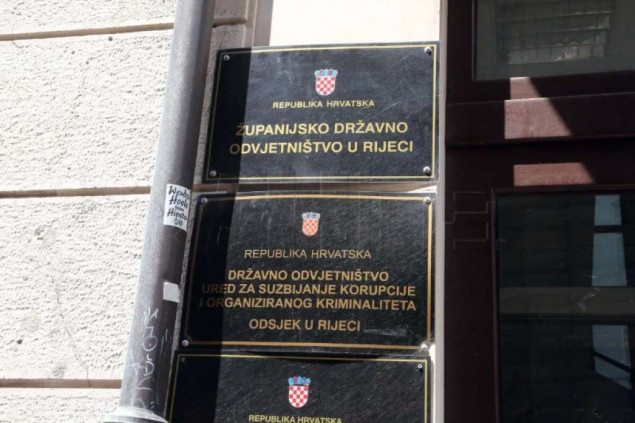 REPUBLIKA HRVATSKA
ŽUPANIJSKO DRŽAVNO
ODVJETNIŠTVO U RIJECI
REPUBLIKA HRVATSKA
DRŽAVNO ODVJETNIŠTVO
URED ZA SUZBIJANJE KORUPCIJE
I ORGANIZIRANOG KRIMINALITETA
ODSJEK U RIJECI
REPUBLIKA HRVATSKA